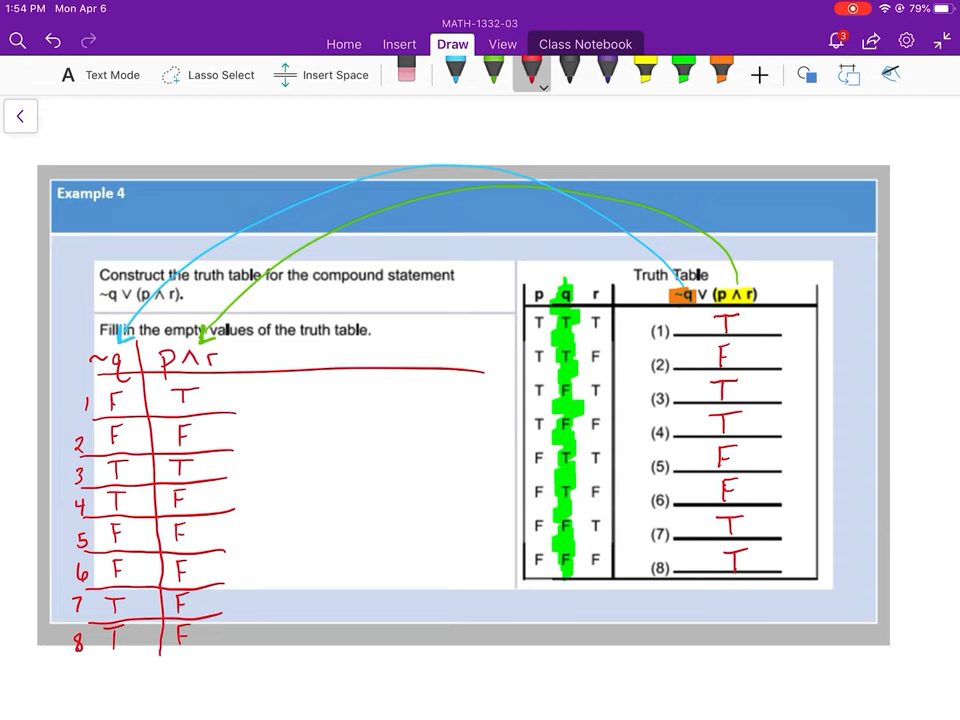 1:54 PM Mon Apr 6
79%
MATH-1332-03
Home Insert Draw View Class Notebook
3
A Text Mode Lasso Select Insert Space
Example 4
Construct the truth table for the compound statement
~q ∨ (p ∧ r).
Fill in the empty values of the truth table.
~q p ∧ r
1 F T
2 F F
3 T T
4 T F
5 F F
6 F F
7 T F
8 T F
Truth Table
p q r ~q ∨ (p ∧ r)
T T T (1) T
T T F (2) F
T F T (3) T
T F F (4) T
F T T (5) F
F T F (6) F
F F T (7) T
F F F (8) T